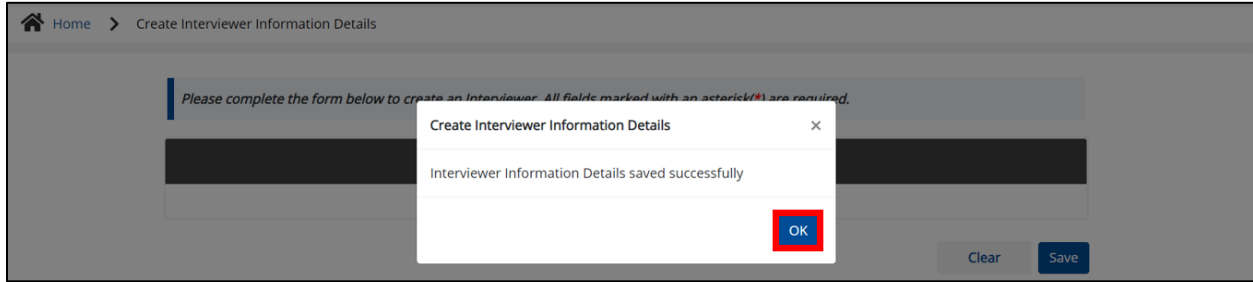 Home > Create Interviewer Information Details
Please complete the form below to create an Interviewer. All fields marked with an asterisk(*) are required.
Create Interviewer Information Details ×
Interviewer Information Details saved successfully
OK
Clear Save